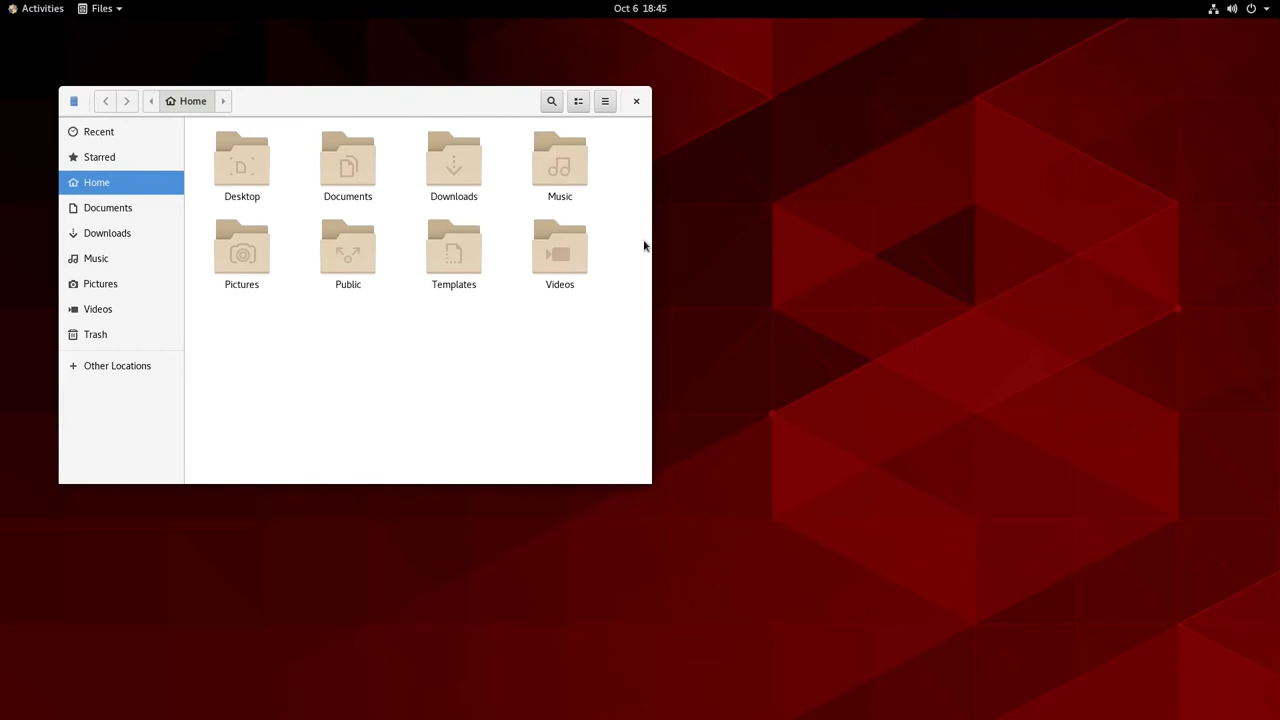 Activities Files Oct 6 18:45
Home
Recent
Starred
Home
Documents
Downloads
Music
Pictures
Videos
Trash
Other Locations
Desktop Documents Downloads Music
Pictures Public Templates Videos